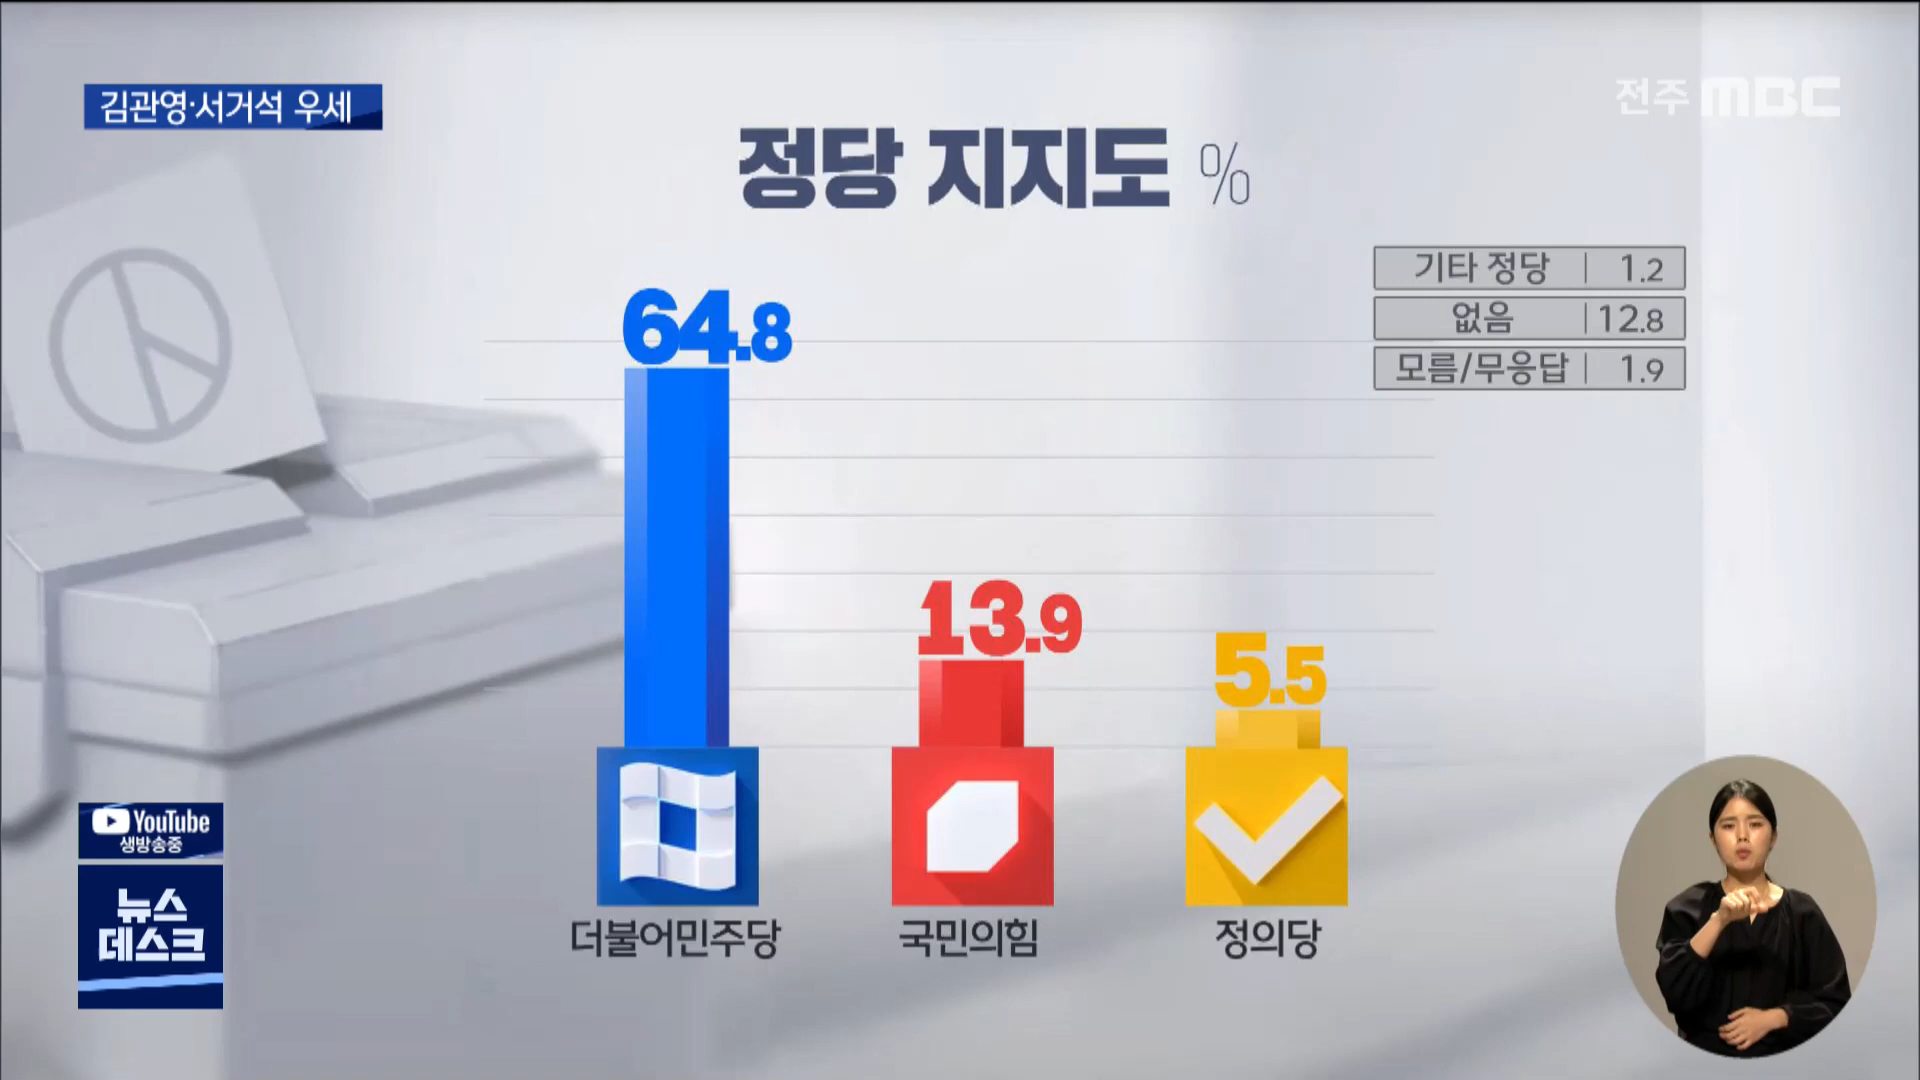 김관영·서거석 우세
전주 MBC
정당 지지도 %
기타 정당 | 1.2
없음 | 12.8
모름/무응답 | 1.9
64.8
13.9
5.5
더불어민주당
국민의힘
정의당
YouTube
생방송중
뉴스
데스크